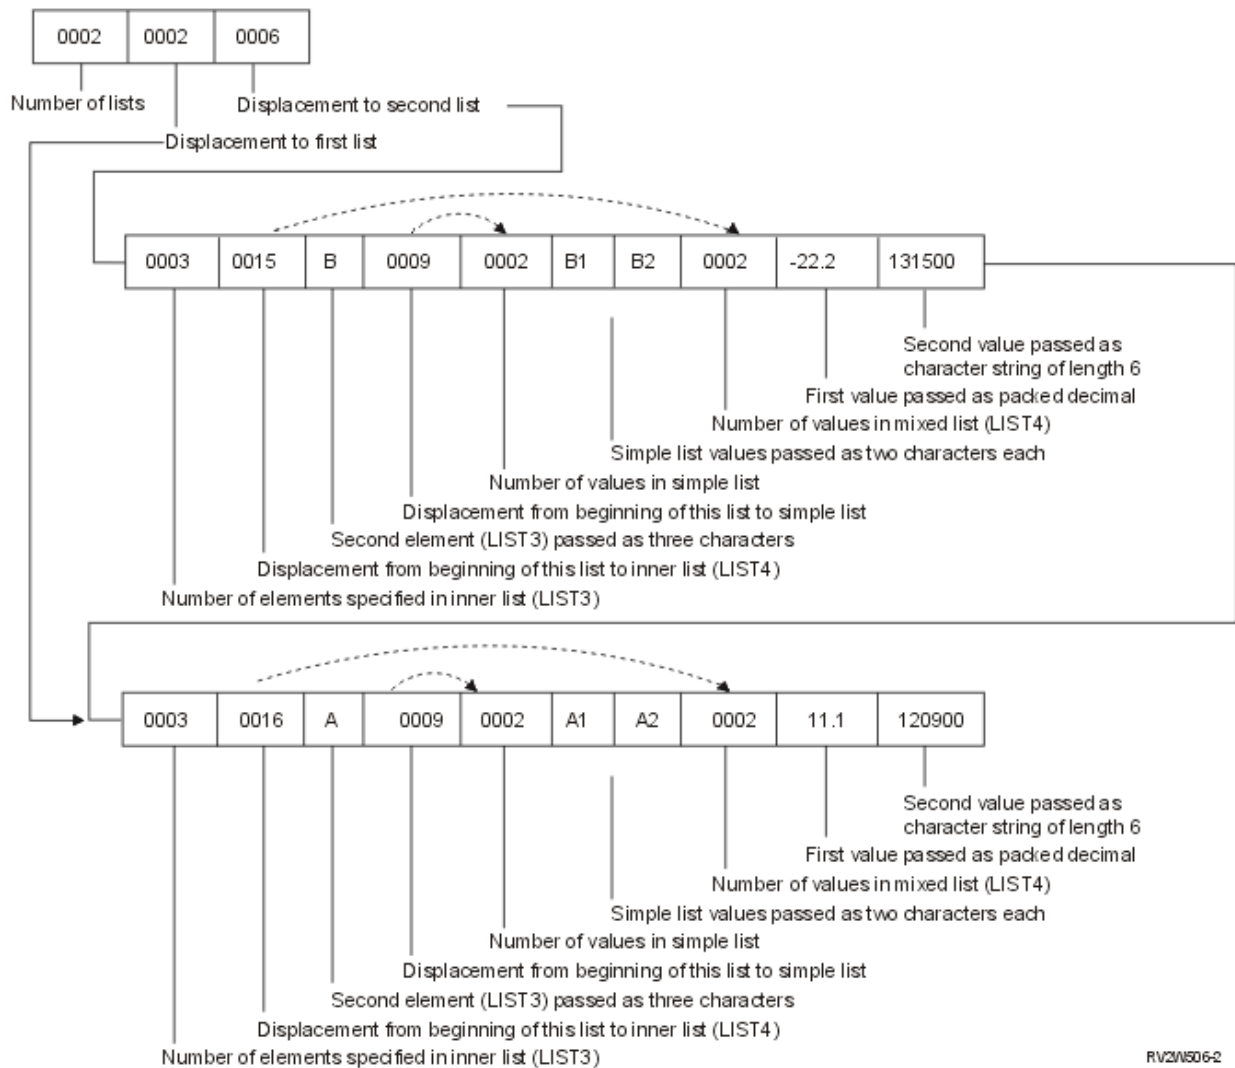 0002 0002 0006
Number of lists
Displacement to second list
Displacement to first list
0003 0015 B 0009 0002 B1 B2 0002 -22.2 131500
Second value passed as
character string of length 6
First value passed as packed decimal
Number of values in mixed list (LIST4)
Simple list values passed as two characters each
Number of values in simple list
Displacement from beginning of this list to simple list
Second element (LIST3) passed as three characters
Displacement from beginning of this list to inner list (LIST4)
Number of elements specified in inner list (LIST3)
0003 0016 A 0009 0002 A1 A2 0002 11.1 120900
Second value passed as
character string of length 6
First value passed as packed decimal
Number of values in mixed list (LIST4)
Simple list values passed as two characters each
Number of values in simple list
Displacement from beginning of this list to simple list
Second element (LIST3) passed as three characters
Displacement from beginning of this list to inner list (LIST4)
Number of elements specified in inner list (LIST3)
RV2W506-2